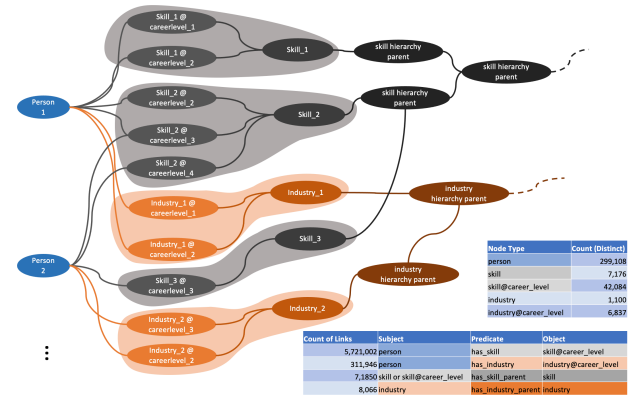 Skill_1 @
careerlevel_1
Skill_1 @
careerlevel_2
Skill_1
skill hierarchy
parent
skill hierarchy
parent
Skill_2 @
careerlevel_2
skill hierarchy
parent
Person
1
Skill_2
Skill_2 @
careerlevel_3
Skill_2 @
careerlevel_4
Industry_1 @
careerlevel_1
Industry_1
industry
hierarchy parent
Industry_1 @
careerlevel_2
Skill_3
Person
2
Skill_3 @
careerlevel_3
industry
hierarchy parent
Industry_2 @
careerlevel_3
Industry_2
Industry_2 @
careerlevel_2
Node Type Count (Distinct)
person 299,108
skill 7,176
skill@career_level 42,084
industry 1,100
industry@career_level 6,837
Count of Links Subject Predicate Object
5,721,002 person has_skill skill@career_level
311,946 person has_industry industry@career_level
7,1850 skill or skill@career_level has_skill_parent skill
8,066 industry has_industry_parent industry